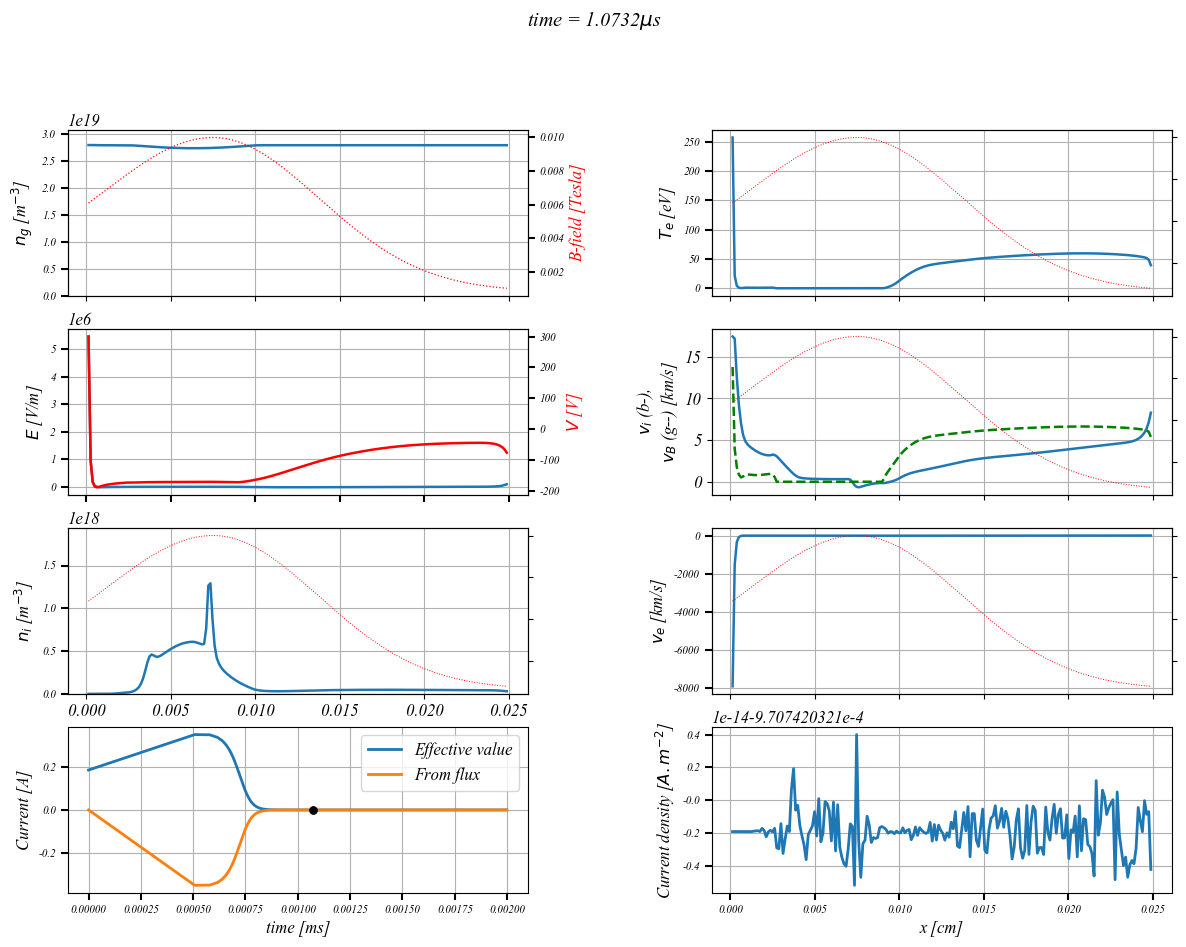 time = 1.0732μs
1e19
3.0
2.5
2.0
1.5
1.0
0.5
0.0
n_g [m^{-3}]
0.010
0.008
0.006
0.004
0.002
B-field [Tesla]
250
200
150
100
50
0
T_e [eV]
1e6
5
4
3
2
1
0
E [V/m]
300
200
100
0
-100
-200
V [V]
15
10
5
0
v_i (b-),
v_B (g--) [km/s]
1e18
1.5
1.0
0.5
0.0
n_i [m^{-3}]
0.000 0.005 0.010 0.015 0.020 0.025
0
-2000
-4000
-6000
-8000
v_e [km/s]
0.2
0.0
-0.2
Current [A]
Effective value
From flux
0.00000 0.00025 0.00050 0.00075 0.00100 0.00125 0.00150 0.00175 0.00200
time [ms]
1e-14-9.707420321e-4
0.4
0.2
-0.0
-0.2
-0.4
Current density [A.m^{-2}]
0.000 0.005 0.010 0.015 0.020 0.025
x [cm]